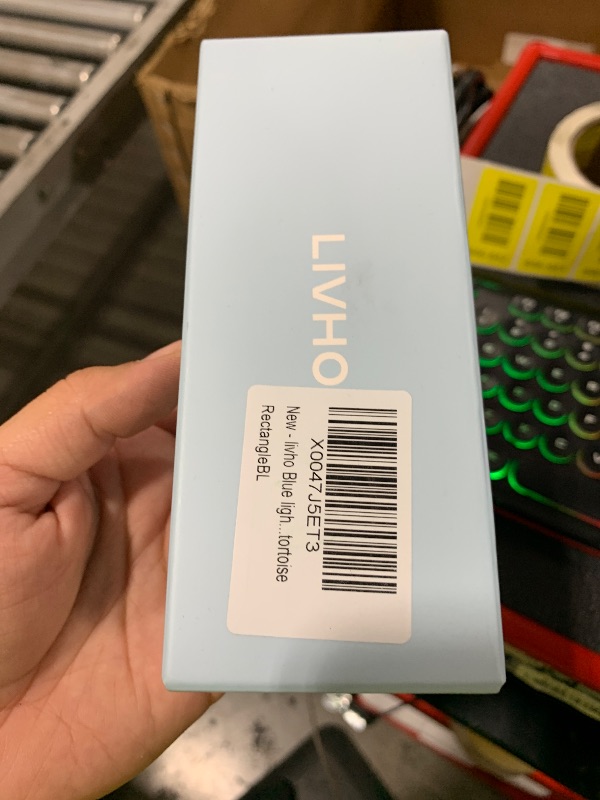 LIVHO
X0047J5ET3
New - livho Blue ligh...tortoise
RectangleBL